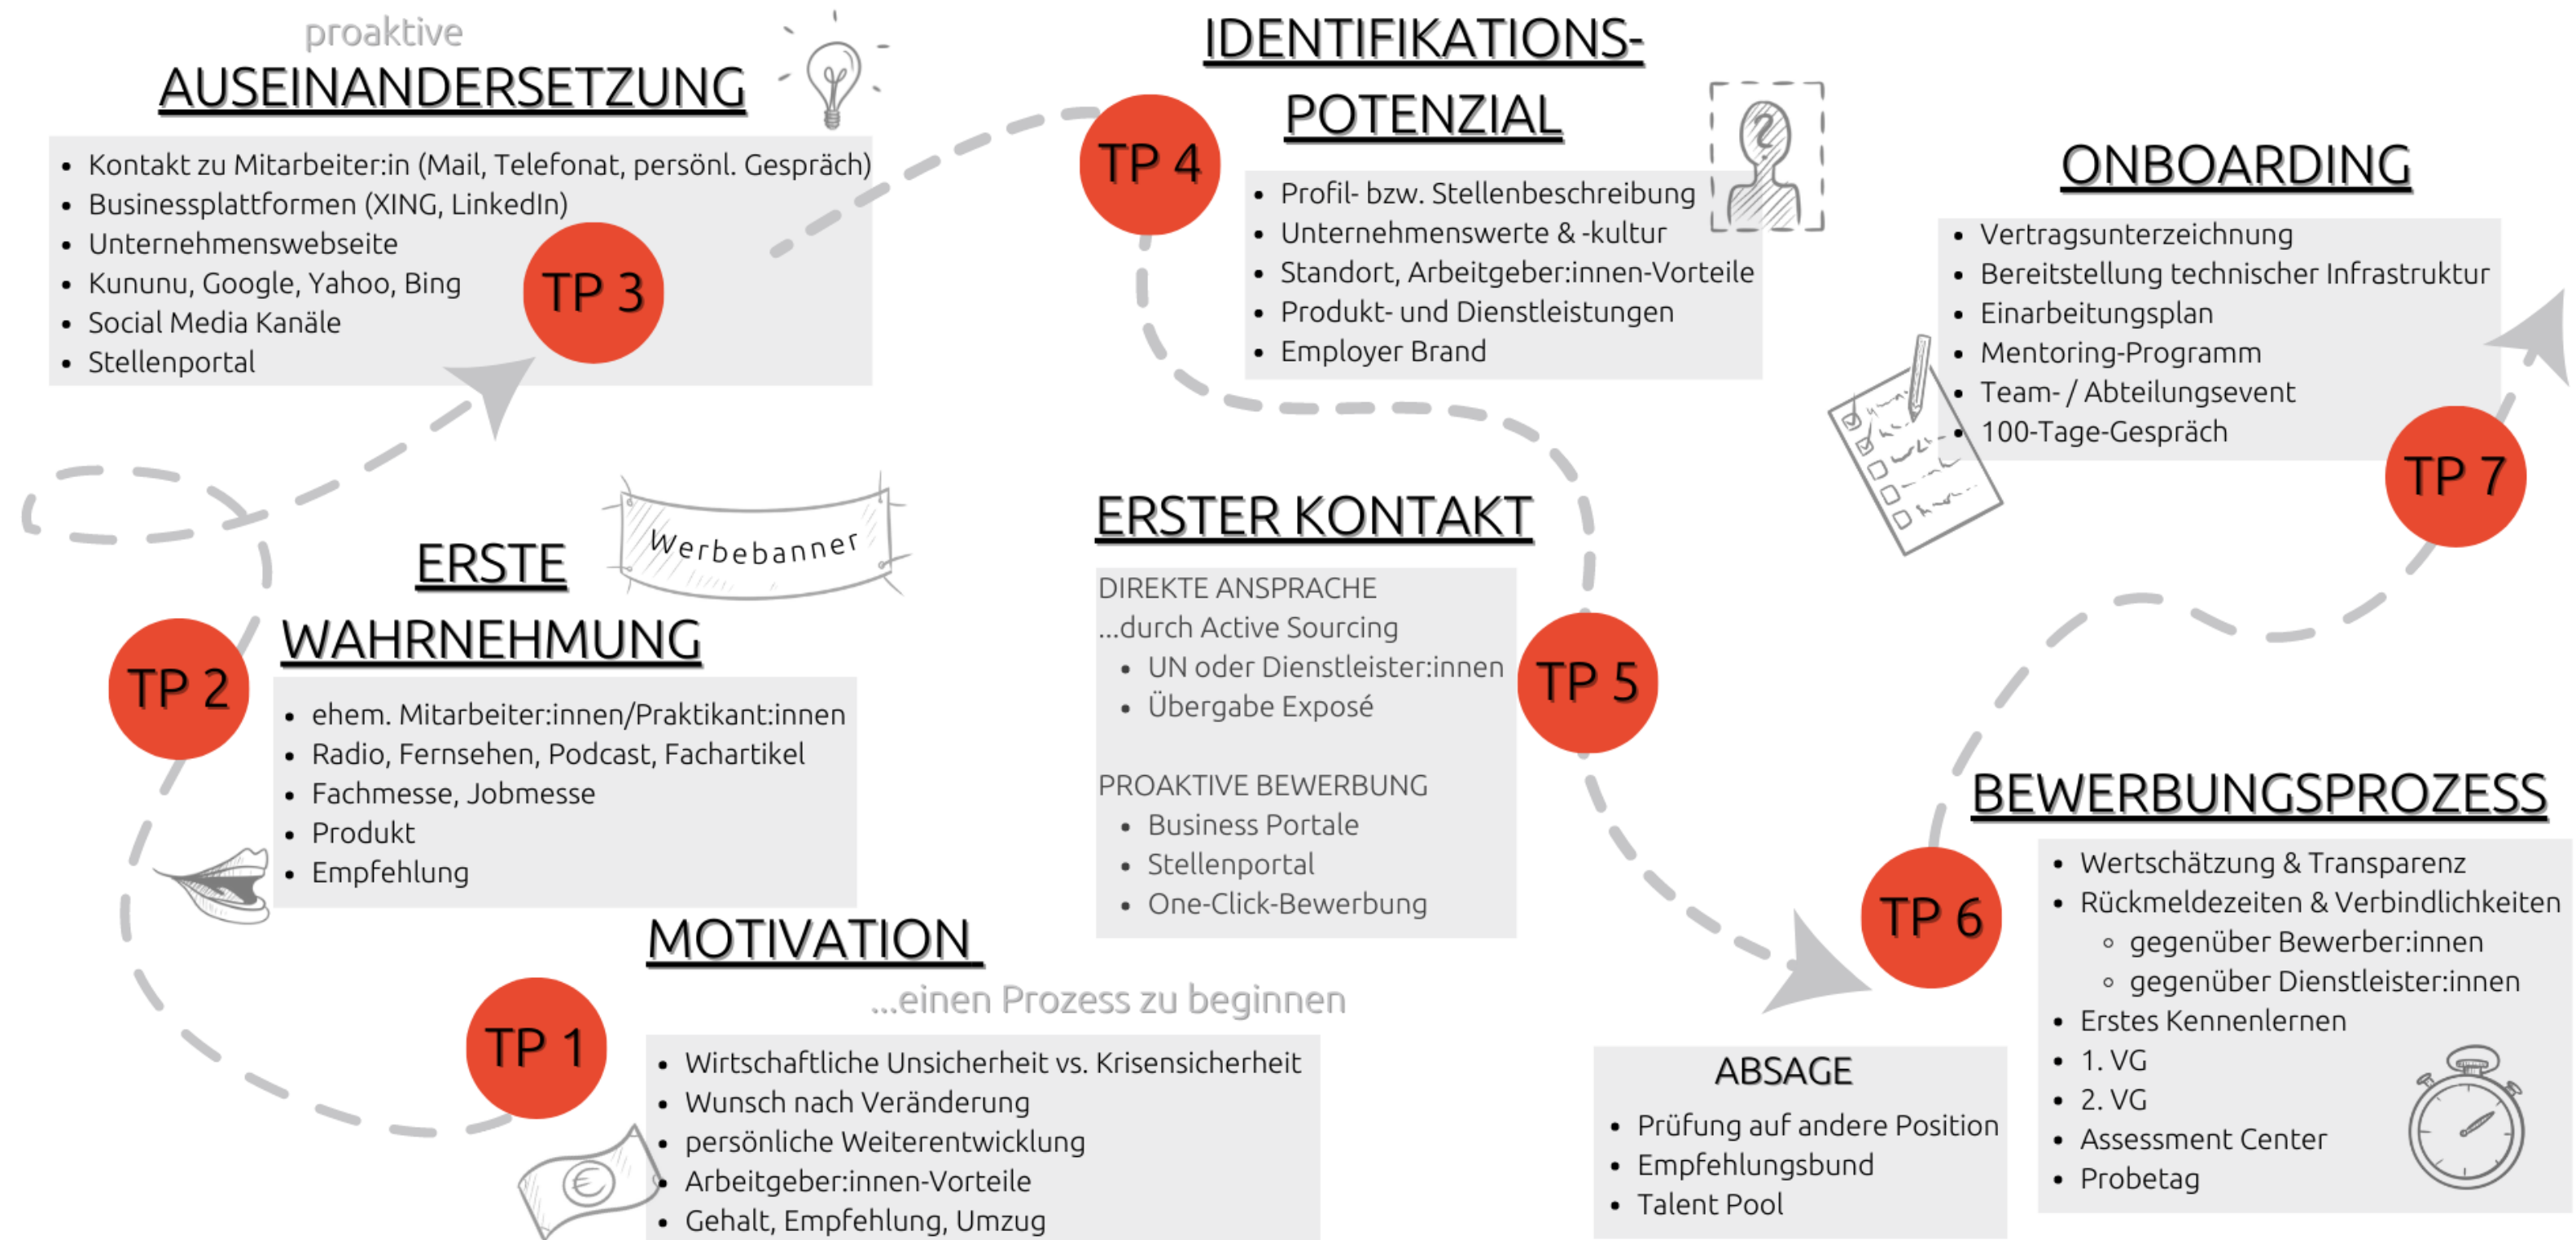 proaktive
AUSEINANDERSETZUNG
• Kontakt zu Mitarbeiter:in (Mail, Telefonat, persönl. Gespräch)
• Businessplattformen (XING, LinkedIn)
• Unternehmenswebseite
• Kununu, Google, Yahoo, Bing
• Social Media Kanäle
• Stellenportal
TP 3
IDENTIFIKATIONS-
POTENZIAL
TP 4
?
• Profil- bzw. Stellenbeschreibung
• Unternehmenswerte & -kultur
• Standort, Arbeitgeber:innen-Vorteile
• Produkt- und Dienstleistungen
• Employer Brand
ONBOARDING
• Vertragsunterzeichnung
• Bereitstellung technischer Infrastruktur
• Einarbeitungsplan
• Mentoring-Programm
• Team- / Abteilungsevent
• 100-Tage-Gespräch
TP 7
ERSTE
WAHRNEHMUNG
Werbebanner
TP 2
• ehem. Mitarbeiter:innen/Praktikant:innen
• Radio, Fernsehen, Podcast, Fachartikel
• Fachmesse, Jobmesse
• Produkt
• Empfehlung
ERSTER KONTAKT
DIREKTE ANSPRACHE
...durch Active Sourcing
• UN oder Dienstleister:innen
• Übergabe Exposé
PROAKTIVE BEWERBUNG
• Business Portale
• Stellenportal
• One-Click-Bewerbung
TP 5
MOTIVATION
...einen Prozess zu beginnen
TP 1
• Wirtschaftliche Unsicherheit vs. Krisensicherheit
• Wunsch nach Veränderung
• persönliche Weiterentwicklung
• Arbeitgeber:innen-Vorteile
• Gehalt, Empfehlung, Umzug
€
BEWERBUNGSPROZESS
TP 6
• Wertschätzung & Transparenz
• Rückmeldezeiten & Verbindlichkeiten
◦ gegenüber Bewerber:innen
◦ gegenüber Dienstleister:innen
• Erstes Kennenlernen
• 1. VG
• 2. VG
• Assessment Center
• Probetag
ABSAGE
• Prüfung auf andere Position
• Empfehlungsbund
• Talent Pool